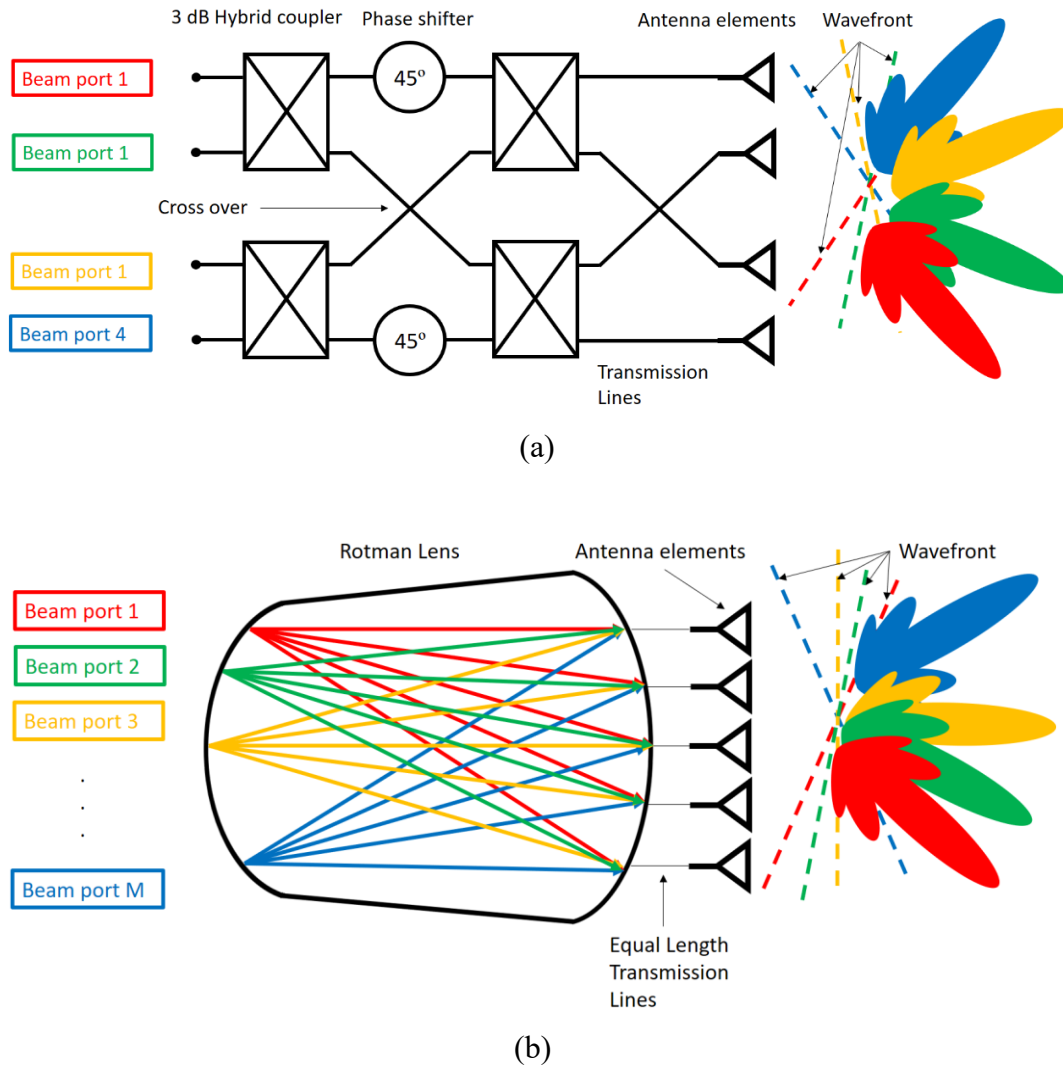 3 dB Hybrid coupler
Phase shifter
Antenna elements
Wavefront
Beam port 1
45º
Beam port 1
Cross over
Beam port 1
Beam port 4
45º
Transmission
Lines
(a)
Rotman Lens
Antenna elements
Wavefront
Beam port 1
Beam port 2
Beam port 3
.
.
.
Beam port M
Equal Length
Transmission
Lines
(b)